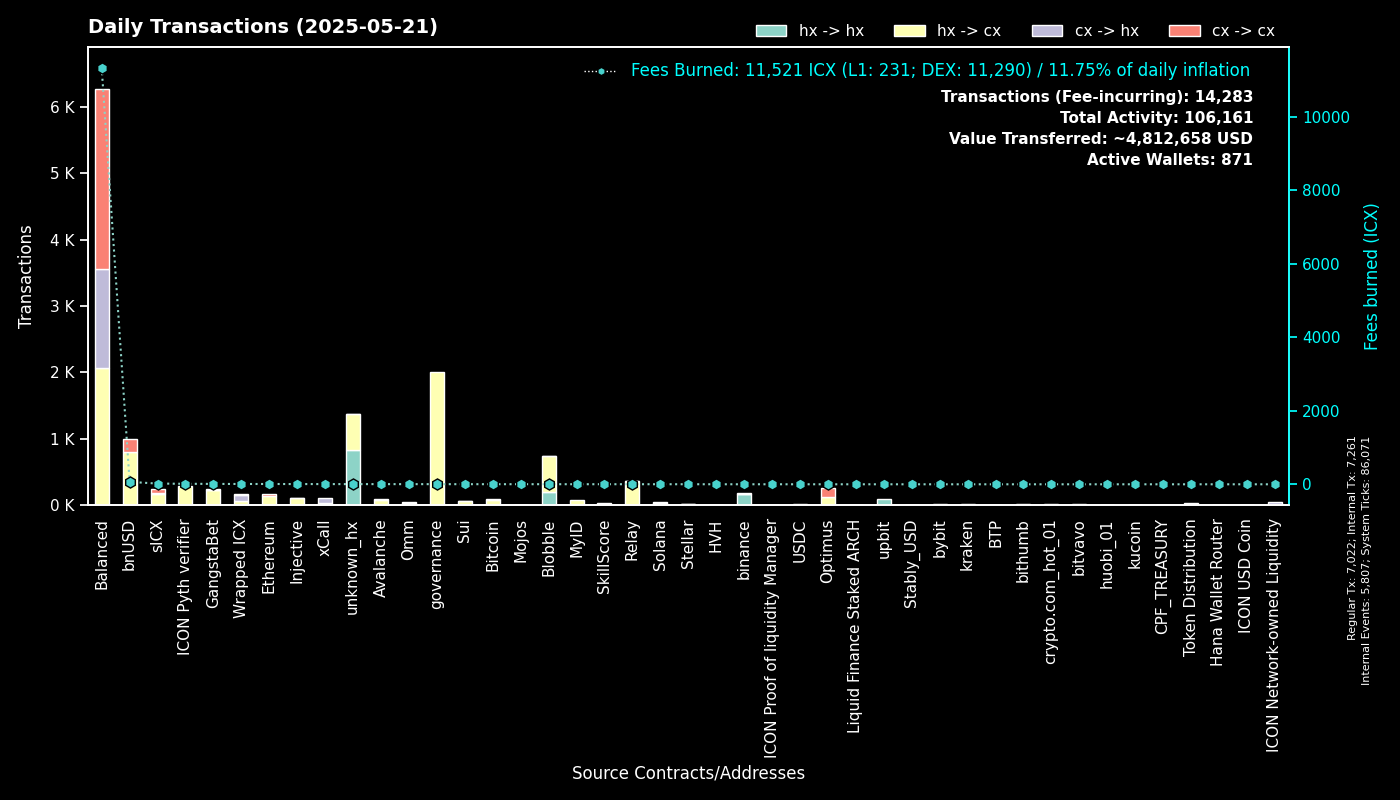 Daily Transactions (2025-05-21)
hx -> hx
hx -> cx
cx -> hx
cx -> cx
Fees Burned: 11,521 ICX (L1: 231; DEX: 11,290) / 11.75% of daily inflation
Transactions (Fee-incurring): 14,283
Total Activity: 106,161
Value Transferred: ~4,812,658 USD
Active Wallets: 871
Transactions
6 K
5 K
4 K
3 K
2 K
1 K
0 K
10000
8000
6000
4000
2000
0
Fees burned (ICX)
Regular Tx: 7,022; Internal Tx: 7,261
Internal Events: 5,807; System Ticks: 86,071
Balanced
bnUSD
sICX
ICON Pyth verifier
GangstaBet
Wrapped ICX
Ethereum
Injective
xCall
unknown_hx
Avalanche
Omm
governance
Sui
Bitcoin
Mojos
Blobble
MyID
SkillScore
Relay
Solana
Stellar
HVH
binance
ICON Proof of liquidity Manager
USDC
Optimus
Liquid Finance Staked ARCH
upbit
Stably_USD
bybit
kraken
BTP
bithumb
crypto.com_hot_01
bitvavo
huobi_01
kucoin
CPF_TREASURY
Token Distribution
Hana Wallet Router
ICON USD Coin
ICON Network-owned Liquidity
Source Contracts/Addresses